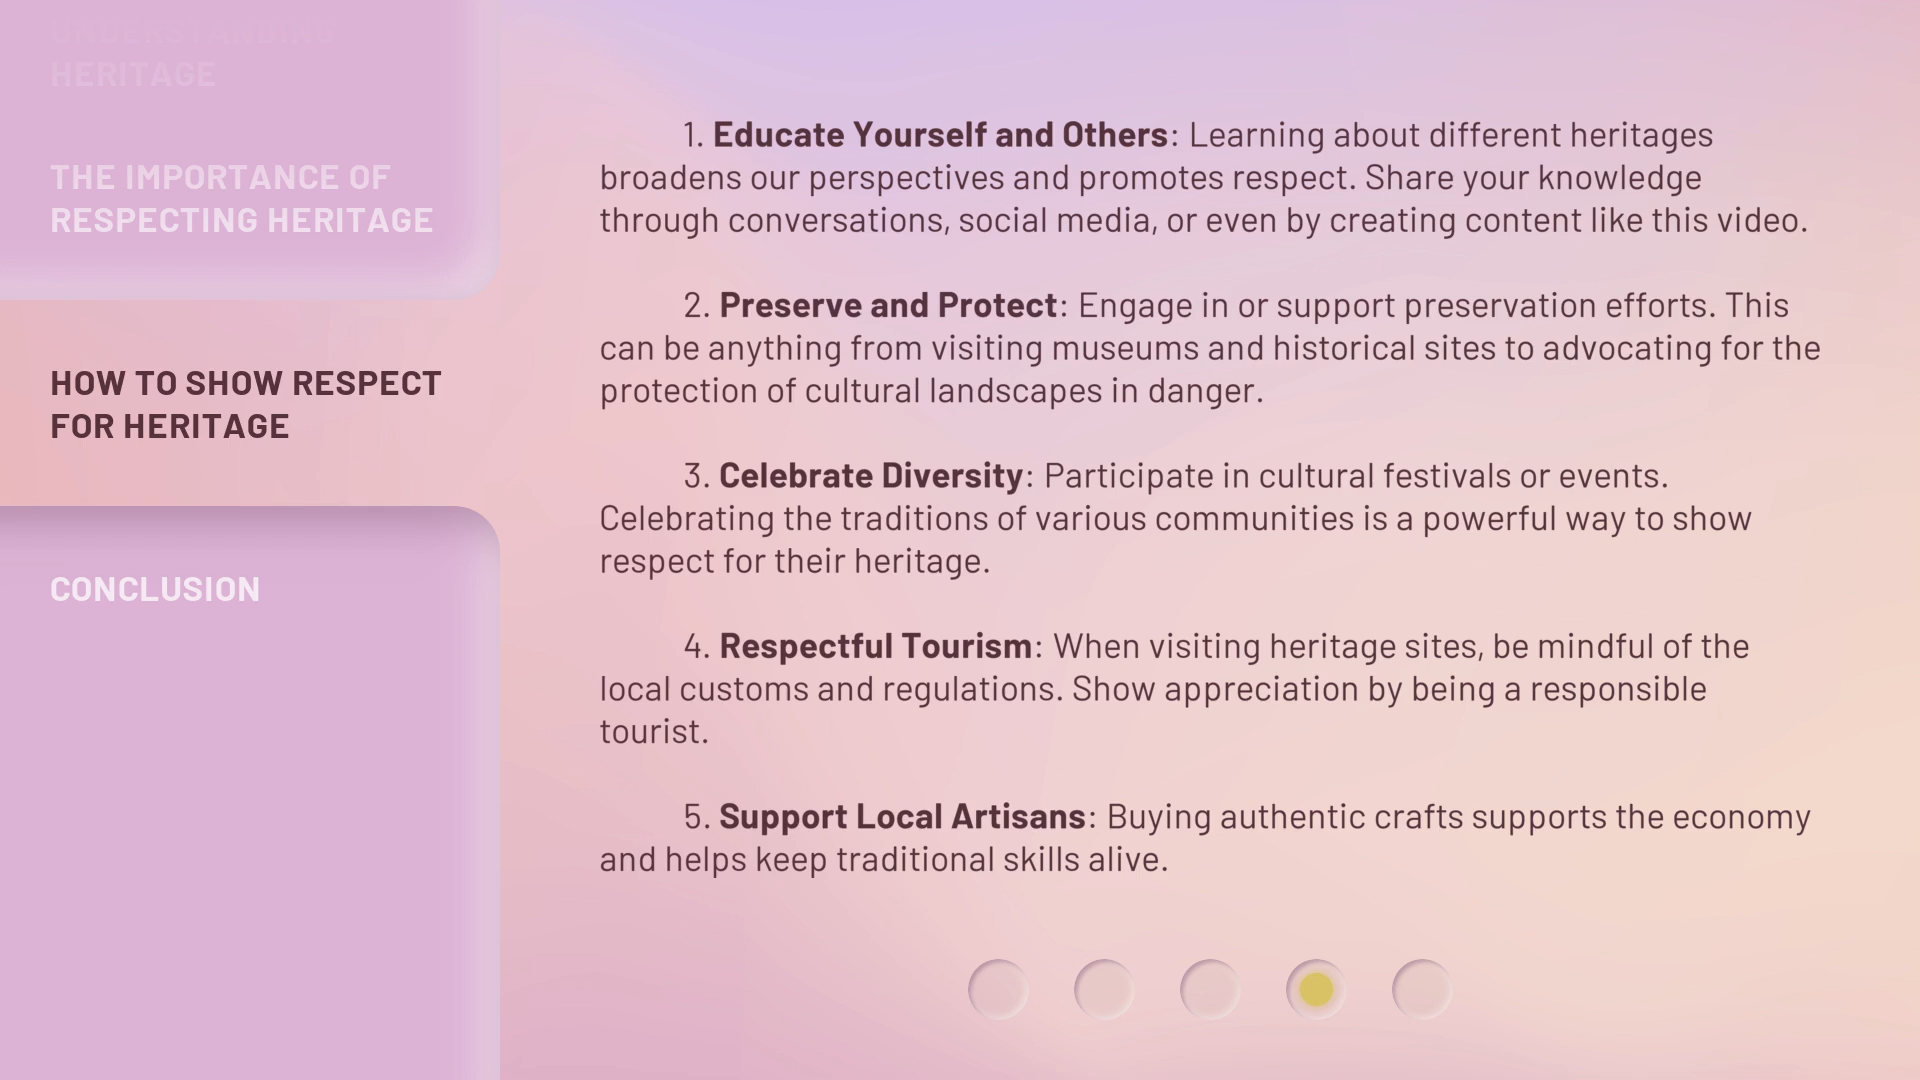 UNDERSTANDING
HERITAGE
THE IMPORTANCE OF
RESPECTING HERITAGE
HOW TO SHOW RESPECT
FOR HERITAGE
CONCLUSION
1. Educate Yourself and Others: Learning about different heritages
broadens our perspectives and promotes respect. Share your knowledge
through conversations, social media, or even by creating content like this video.
2. Preserve and Protect: Engage in or support preservation efforts. This
can be anything from visiting museums and historical sites to advocating for the
protection of cultural landscapes in danger.
3. Celebrate Diversity: Participate in cultural festivals or events.
Celebrating the traditions of various communities is a powerful way to show
respect for their heritage.
4. Respectful Tourism: When visiting heritage sites, be mindful of the
local customs and regulations. Show appreciation by being a responsible
tourist.
5. Support Local Artisans: Buying authentic crafts supports the economy
and helps keep traditional skills alive.